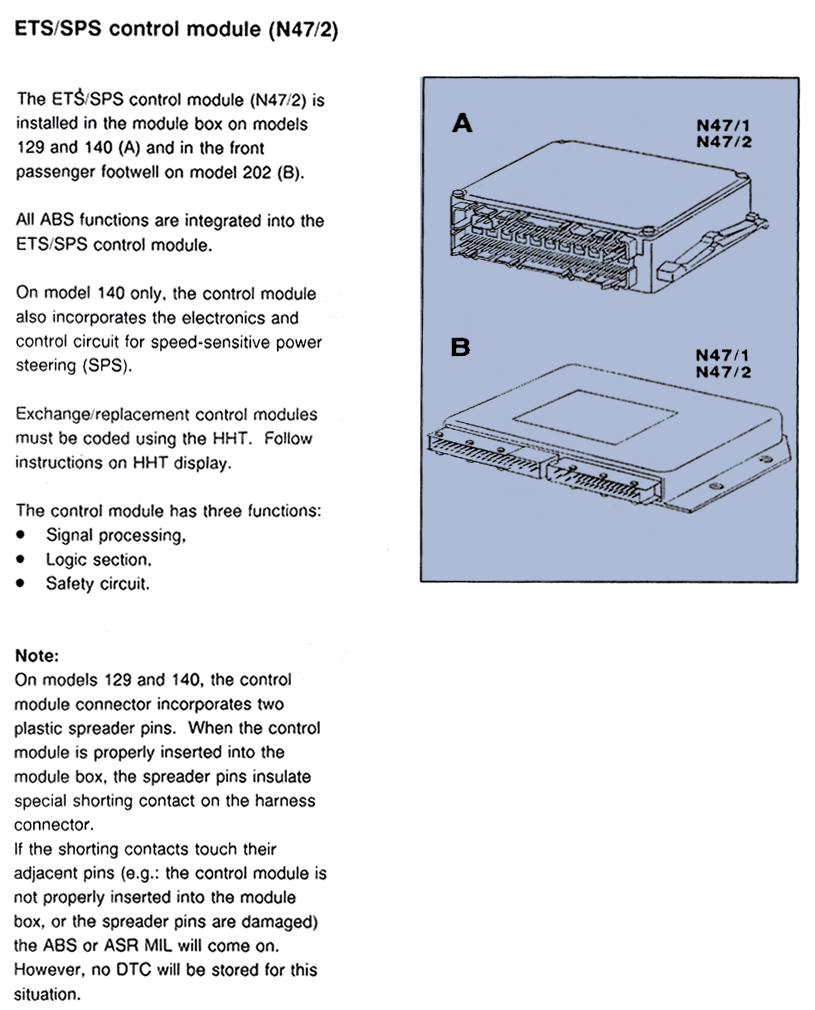 ETS/SPS control module (N47/2)
The ETS/SPS control module (N47/2) is
installed in the module box on models
129 and 140 (A) and in the front
passenger footwell on model 202 (B).
All ABS functions are integrated into the
ETS/SPS control module.
On model 140 only, the control module
also incorporates the electronics and
control circuit for speed-sensitive power
steering (SPS).
Exchange/replacement control modules
must be coded using the HHT. Follow
instructions on HHT display.
The control module has three functions:
● Signal processing,
● Logic section,
● Safety circuit.
Note:
On models 129 and 140, the control
module connector incorporates two
plastic spreader pins. When the control
module is properly inserted into the
module box, the spreader pins insulate
special shorting contact on the harness
connector.
If the shorting contacts touch their
adjacent pins (e.g.: the control module is
not properly inserted into the module
box, or the spreader pins are damaged)
the ABS or ASR MIL will come on.
However, no DTC will be stored for this
situation.
A
N47/1
N47/2
B
N47/1
N47/2